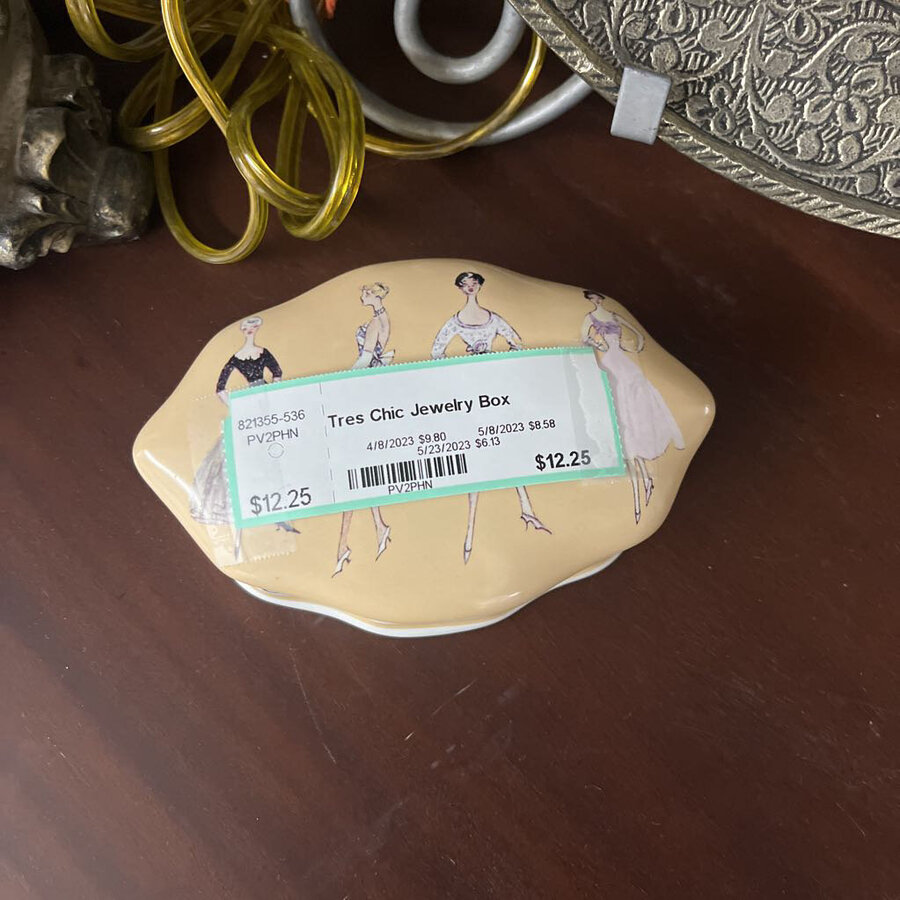 821355-536
PV2PHN
$12.25
Tres Chic Jewelry Box
4/8/2023 $9.80 5/8/2023 $8.58
5/23/2023 $6.13
PV2PHN
$12.25